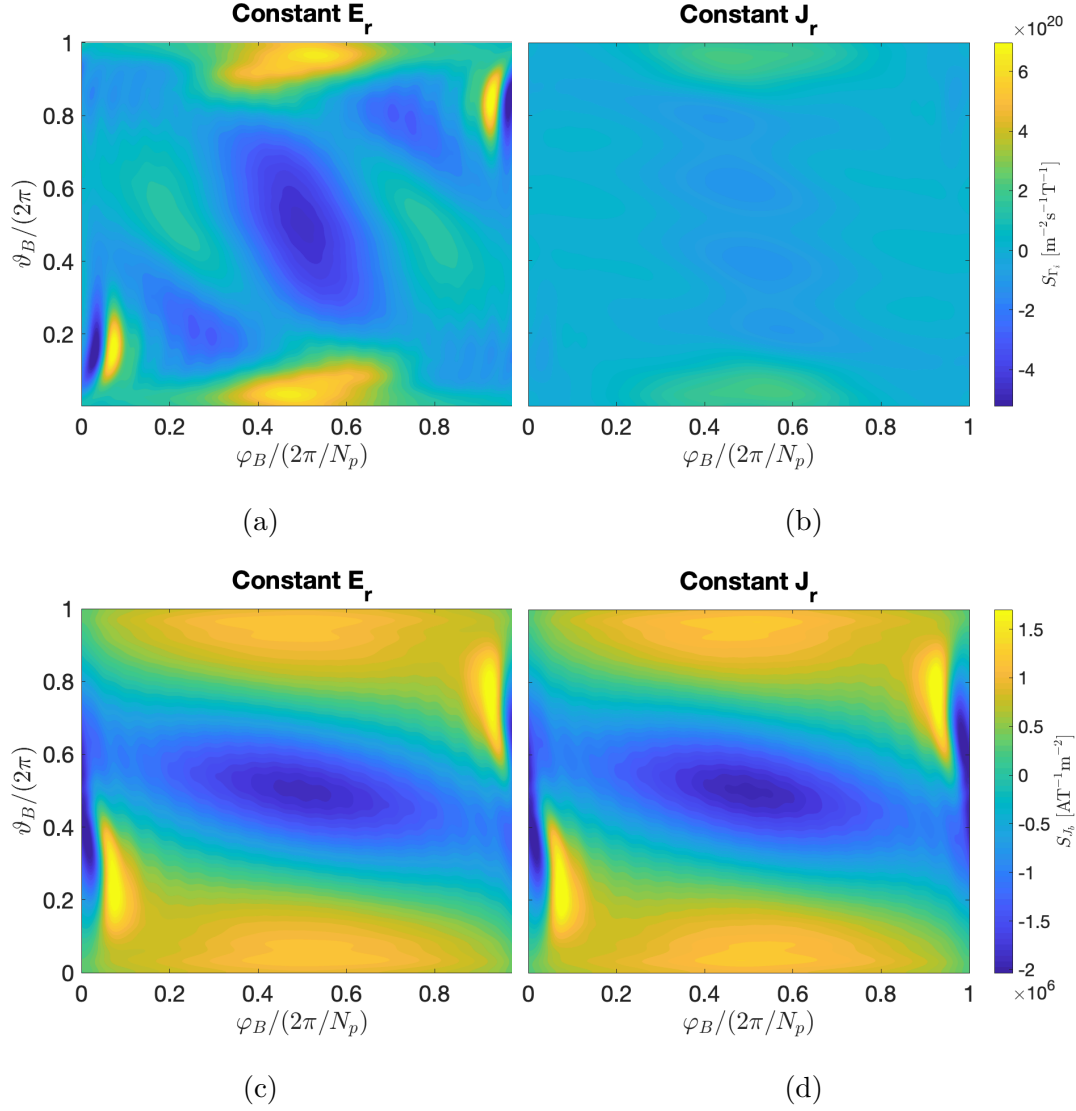 Constant E_r
Constant J_r
×10^20
1
0.8
0.6
0.4
0.2
ϑ_B/(2π)
0 0.2 0.4 0.6 0.8
φ_B/(2π/N_p)
0 0.2 0.4 0.6 0.8 1
φ_B/(2π/N_p)
6
4
2
0
-2
-4
S_{Γ_i} [m^−2s^−1T^−1]
(a)
(b)
Constant E_r
Constant J_r
1
0.8
0.6
0.4
0.2
0
ϑ_B/(2π)
0 0.2 0.4 0.6 0.8
φ_B/(2π/N_p)
0 0.2 0.4 0.6 0.8 1
φ_B/(2π/N_p)
1.5
1
0.5
0
-0.5
-1
-1.5
-2
×10^6
S_{J_b} [AT^−1m^−2]
(c)
(d)